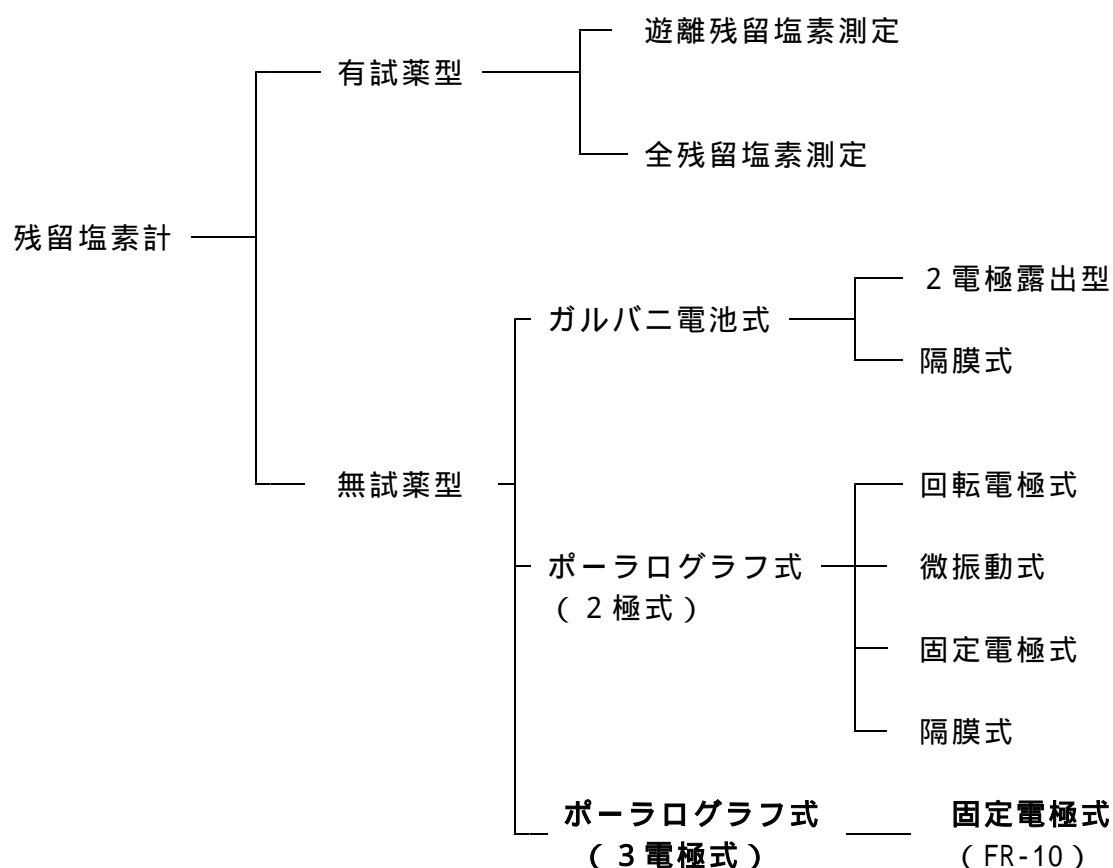 残留塩素計
有試薬型
遊離残留塩素測定
全残留塩素測定
無試薬型
ガルバニ電池式
2電極露出型
隔膜式
ポーラログラフ式
(2極式)
回転電極式
微振動式
固定電極式
隔膜式
ポーラログラフ式
(3電極式)
固定電極式
(FR-10)